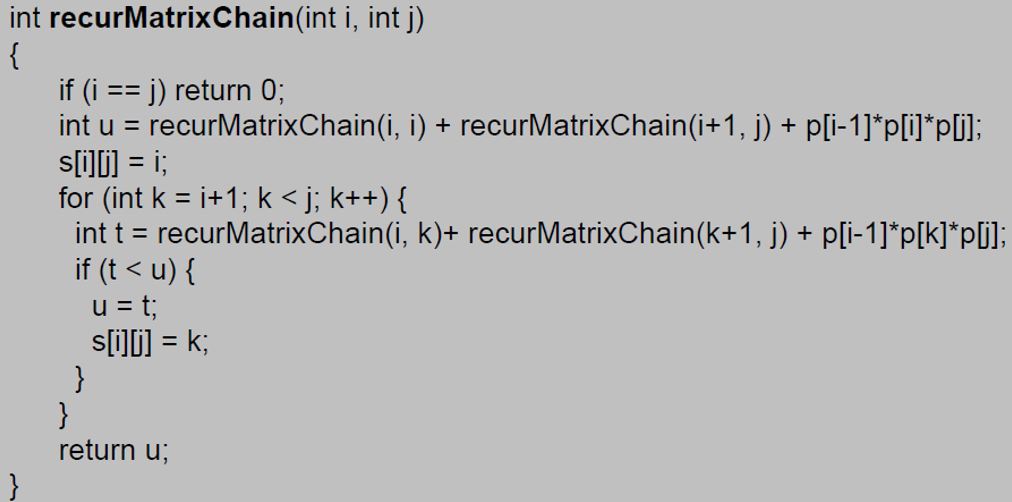 int recurMatrixChain(int i, int j)
{
if (i == j) return 0;
int u = recurMatrixChain(i, i) + recurMatrixChain(i+1, j) + p[i-1]*p[i]*p[j];
s[i][j] = i;
for (int k = i+1; k < j; k++) {
int t = recurMatrixChain(i, k)+ recurMatrixChain(k+1, j) + p[i-1]*p[k]*p[j];
if (t < u) {
u = t;
s[i][j] = k;
}
}
return u;
}